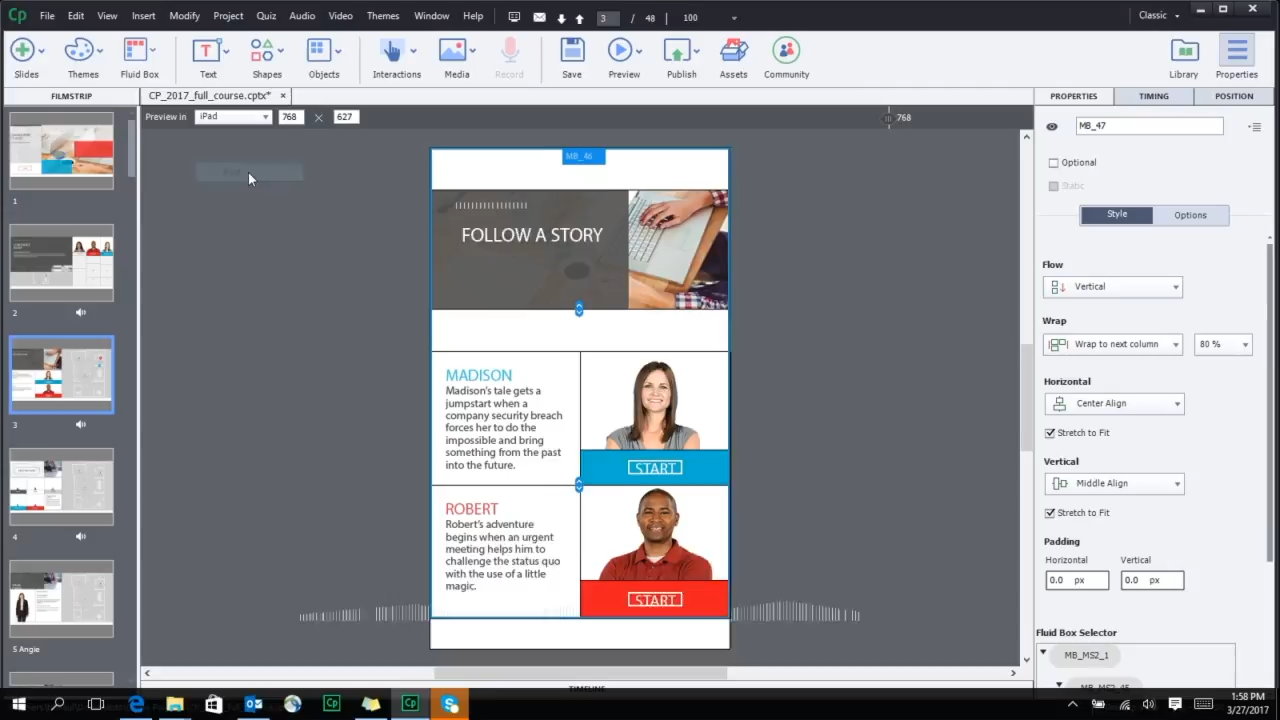 Cp File Edit View Insert Modify Project Quiz Audio Video Themes Window Help 3 / 48 100 Classic
Slides Themes Fluid Box Text Shapes Objects Interactions Media Record Save Preview Publish Assets Community Library Properties
FILMSTRIP CP_2017_full_course.cptx* × PROPERTIES TIMING POSITION
Preview in iPad 768 627 768
MB_47
MB_46
Optional
Static
Style Options
1
FOLLOW A STORY
Flow
Vertical
2
Wrap
Wrap to next column 80 %
MADISON
Madison's tale gets a
jumpstart when a
company security breach
forces her to do the
impossible and bring
something from the past
into the future.
START
Horizontal
Center Align
Stretch to Fit
3
Vertical
Middle Align
Stretch to Fit
ROBERT
Robert's adventure
begins when an urgent
meeting helps him to
challenge the status quo
with the use of a little
magic.
START
4
Padding
Horizontal Vertical
0.0 px 0.0 px
Fluid Box Selector
MB_MS2_1
5 Angie
TIMELINE
Cp Cp
1:58 PM
3/27/2017